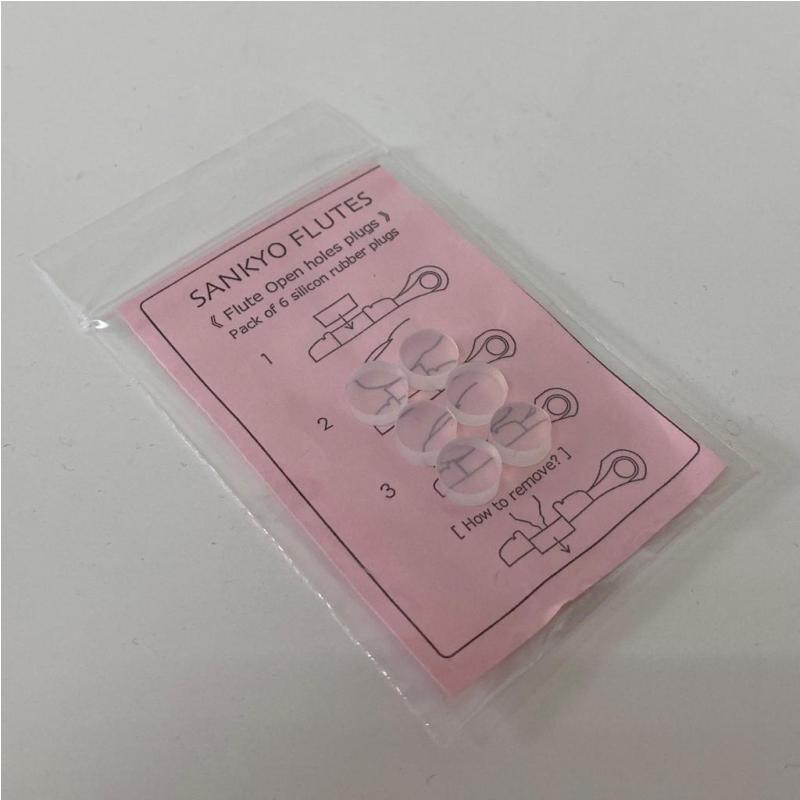 SANKYO FLUTES
《 Flute Open holes plugs 》
Pack of 6 silicon rubber plugs
1
2
3
[ How to remove? ]